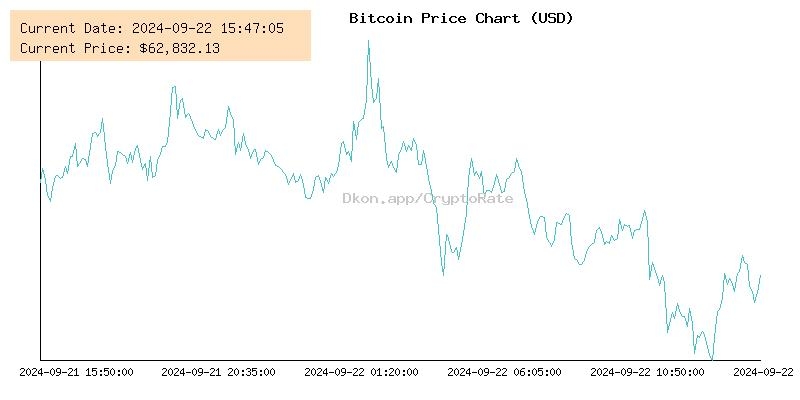 Bitcoin Price Chart (USD)
Current Date: 2024-09-22 15:47:05
Current Price: $62,832.13
Dkon.app/CryptoRate
2024-09-21 15:50:00 2024-09-21 20:35:00 2024-09-22 01:20:00 2024-09-22 06:05:00 2024-09-22 10:50:00 2024-09-22